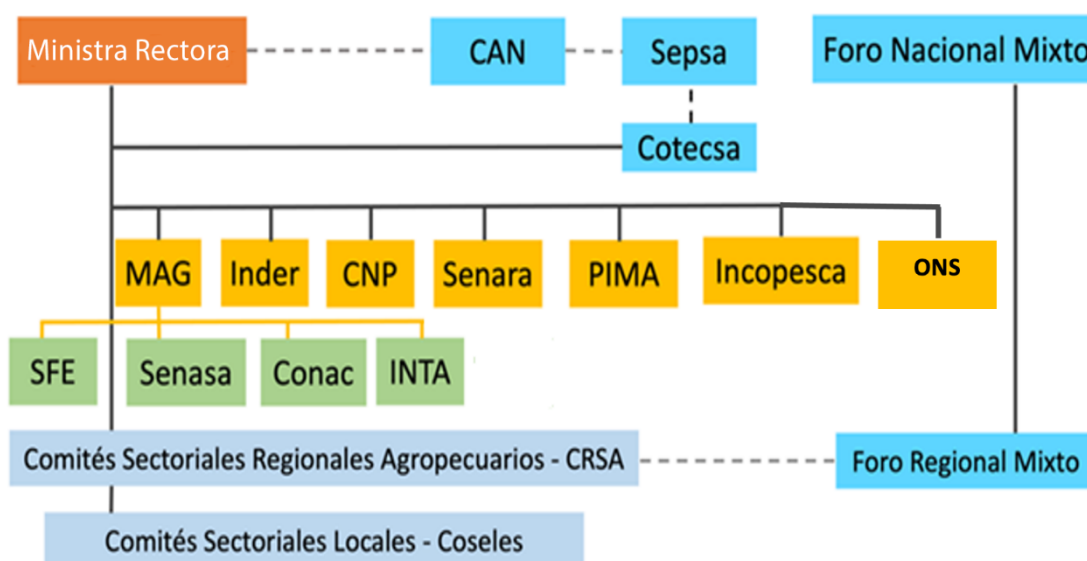 Ministra Rectora
CAN
Sepsa
Foro Nacional Mixto
Cotecsa
MAG
Inder
CNP
Senara
PIMA
Incopesca
ONS
SFE
Senasa
Conac
INTA
Comités Sectoriales Regionales Agropecuarios - CRSA
Foro Regional Mixto
Comités Sectoriales Locales - Coseles